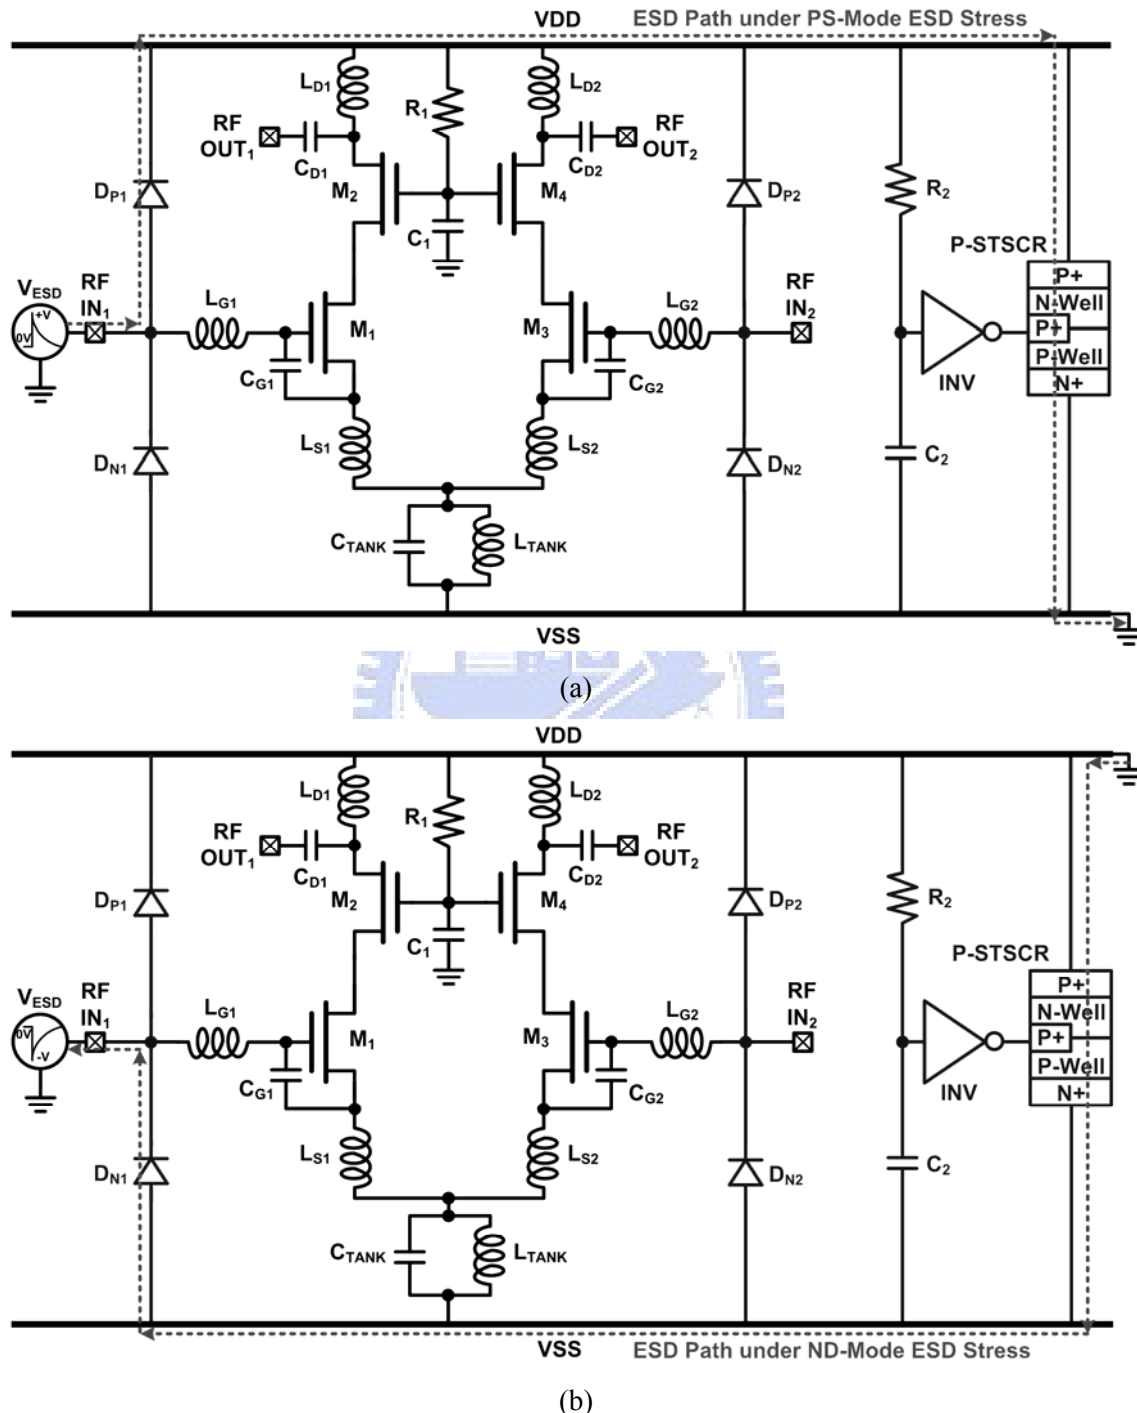 VDD
ESD Path under PS-Mode ESD Stress
LD1
LD2
R1
RF
OUT1
CD1
RF
OUT2
CD2
M2
M4
DP1
DP2
C1
R2
P-STSCR
P+
N-Well
P+
P-Well
N+
VESD
+V
0V
RF
IN1
LG1
M1
M3
LG2
RF
IN2
CG1
CG2
INV
LS1
LS2
DN1
DN2
C2
CTANK
LTANK
VSS
(a)
VDD
LD1
LD2
R1
RF
OUT1
CD1
RF
OUT2
CD2
M2
M4
DP1
DP2
C1
R2
P-STSCR
P+
N-Well
P+
P-Well
N+
VESD
0V
-V
RF
IN1
LG1
M1
M3
LG2
RF
IN2
CG1
CG2
INV
LS1
LS2
DN1
DN2
C2
CTANK
LTANK
VSS
ESD Path under ND-Mode ESD Stress
(b)